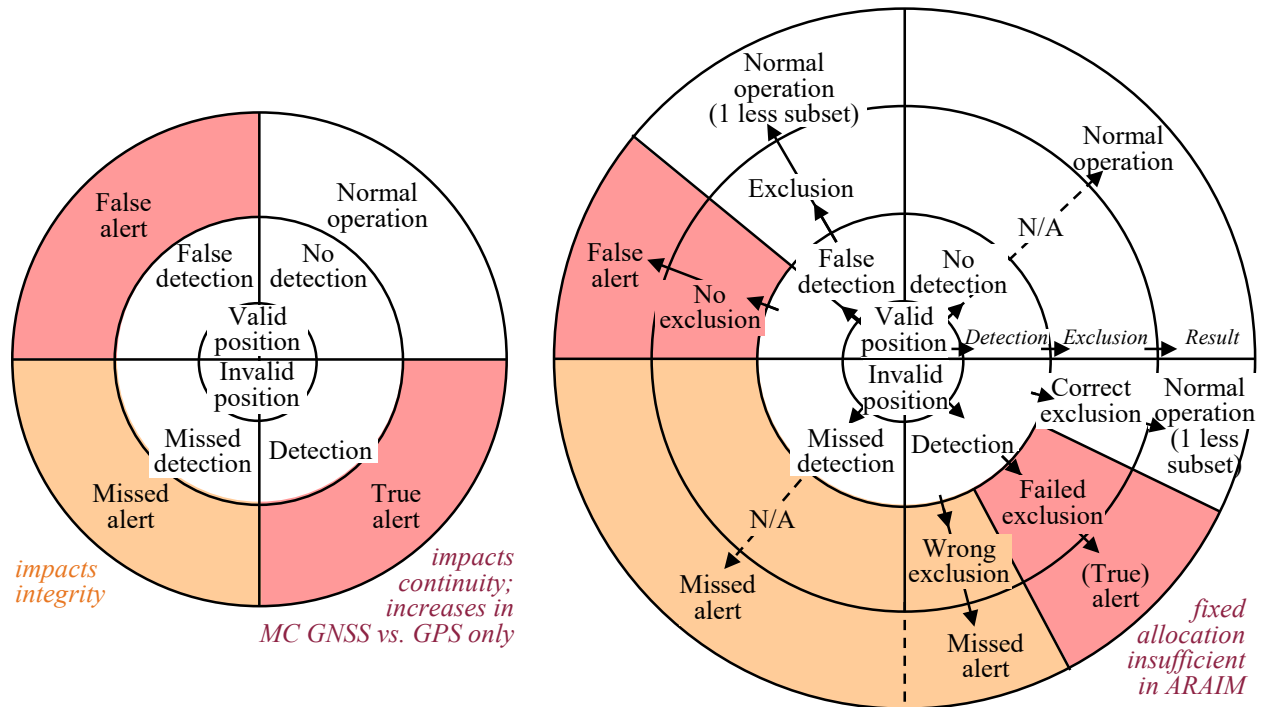 False
alert
Normal
operation
False
detection
No
detection
Valid
position
Invalid
position
Missed
detection
Detection
Missed
alert
True
alert
impacts
integrity
impacts
continuity;
increases in
MC GNSS vs. GPS only
Normal
operation
(1 less subset)
Normal
operation
Exclusion
N/A
False
alert
No
exclusion
False
detection
No
detection
Valid
position
Detection
Exclusion
Result
Invalid
position
Correct
exclusion
Normal
operation
(1 less
subset)
Missed
detection
Detection
Failed
exclusion
N/A
Wrong
exclusion
Missed
alert
(True)
alert
Missed
alert
fixed
allocation
insufficient
in ARAIM